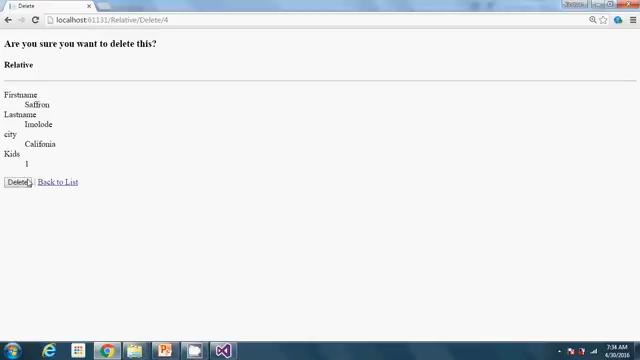 Delete
localhost:61131/Relative/Delete/4
Are you sure you want to delete this?
Relative
Firstname
Saffron
Lastname
Imolode
city
Califonia
Kids
1
Delete | Back to List
7:34 AM
4/30/2016